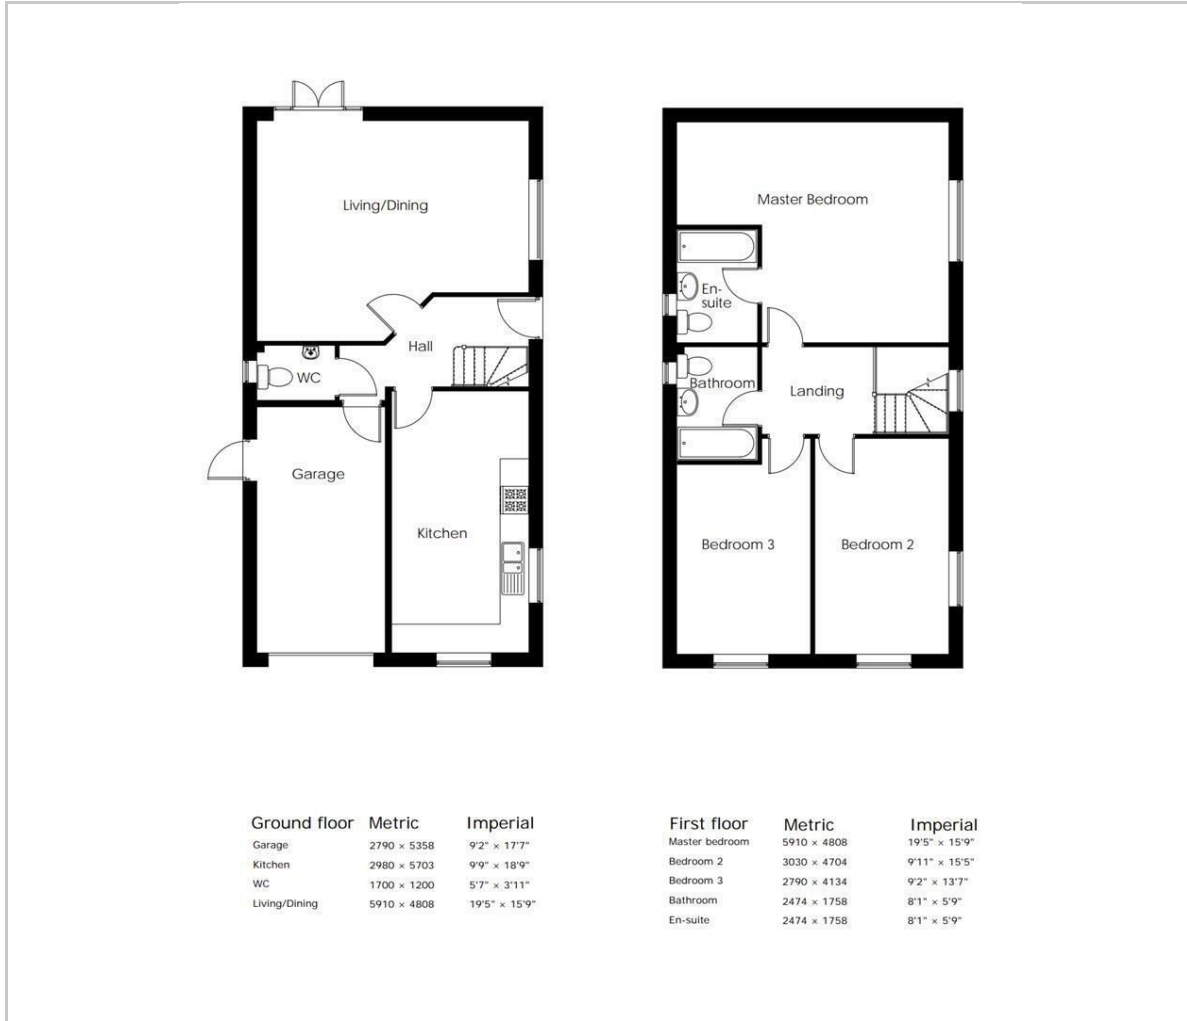 Living/Dining
Hall
WC
Garage
Kitchen
Master Bedroom
En-
suite
Bathroom
Landing
Bedroom 3
Bedroom 2
Ground floor Metric Imperial
Garage 2790 × 5358 9'2" × 17'7"
Kitchen 2980 × 5703 9'9" × 18'9"
WC 1700 × 1200 5'7" × 3'11"
Living/Dining 5910 × 4808 19'5" × 15'9"
First floor Metric Imperial
Master bedroom 5910 × 4808 19'5" × 15'9"
Bedroom 2 3030 × 4704 9'11" × 15'5"
Bedroom 3 2790 × 4134 9'2" × 13'7"
Bathroom 2474 × 1758 8'1" × 5'9"
En-suite 2474 × 1758 8'1" × 5'9"